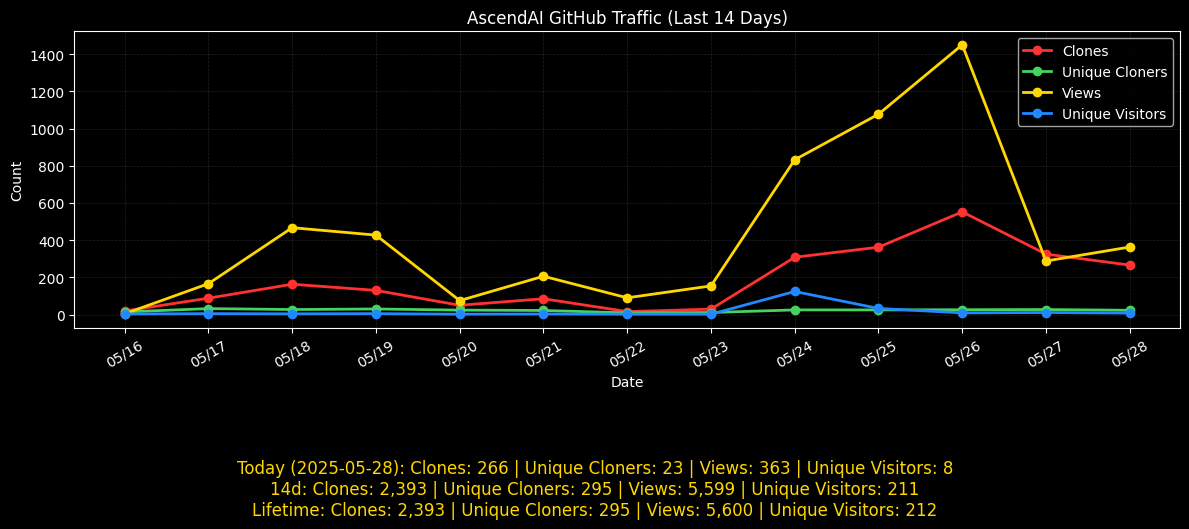 AscendAI GitHub Traffic (Last 14 Days)
Clones
Unique Cloners
Views
Unique Visitors
Count
1400
1200
1000
800
600
400
200
0
05/16 05/17 05/18 05/19 05/20 05/21 05/22 05/23 05/24 05/25 05/26 05/27 05/28
Date
Today (2025-05-28): Clones: 266 | Unique Cloners: 23 | Views: 363 | Unique Visitors: 8
14d: Clones: 2,393 | Unique Cloners: 295 | Views: 5,599 | Unique Visitors: 211
Lifetime: Clones: 2,393 | Unique Cloners: 295 | Views: 5,600 | Unique Visitors: 212